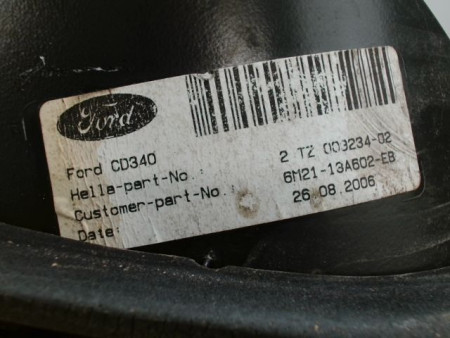 Ford
Ford CD340
Hella-part-No.: 2 TZ 009234-02
Customer-part-No.: 6M21-13A602-EB
Date: 26.08.2006